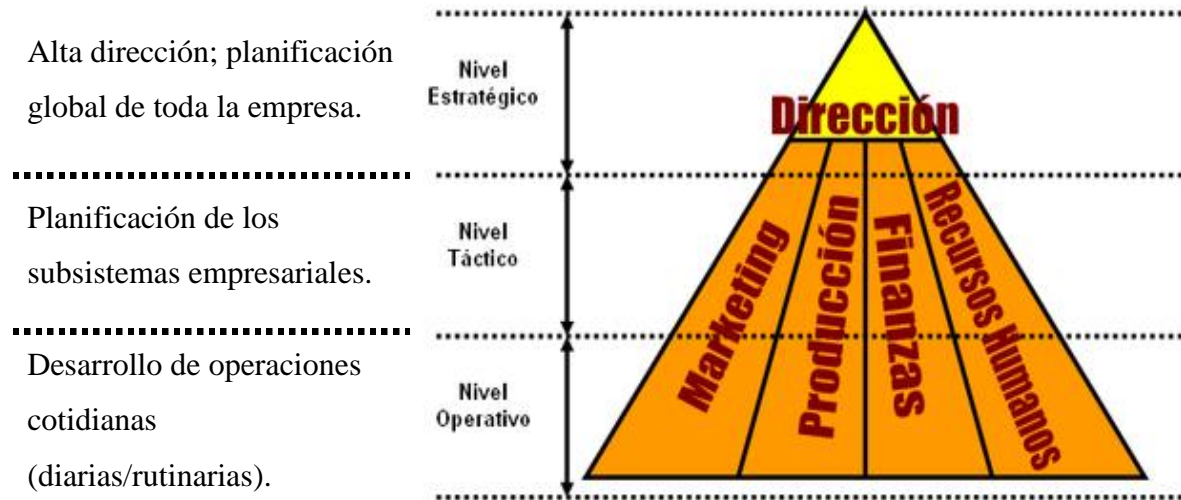 Alta dirección; planificación
global de toda la empresa.
Nivel
Estratégico
Dirección
Planificación de los
subsistemas empresariales.
Nivel
Táctico
Desarrollo de operaciones
cotidianas
(diarias/rutinarias).
Nivel
Operativo
Marketing
Producción
Finanzas
Recursos Humanos